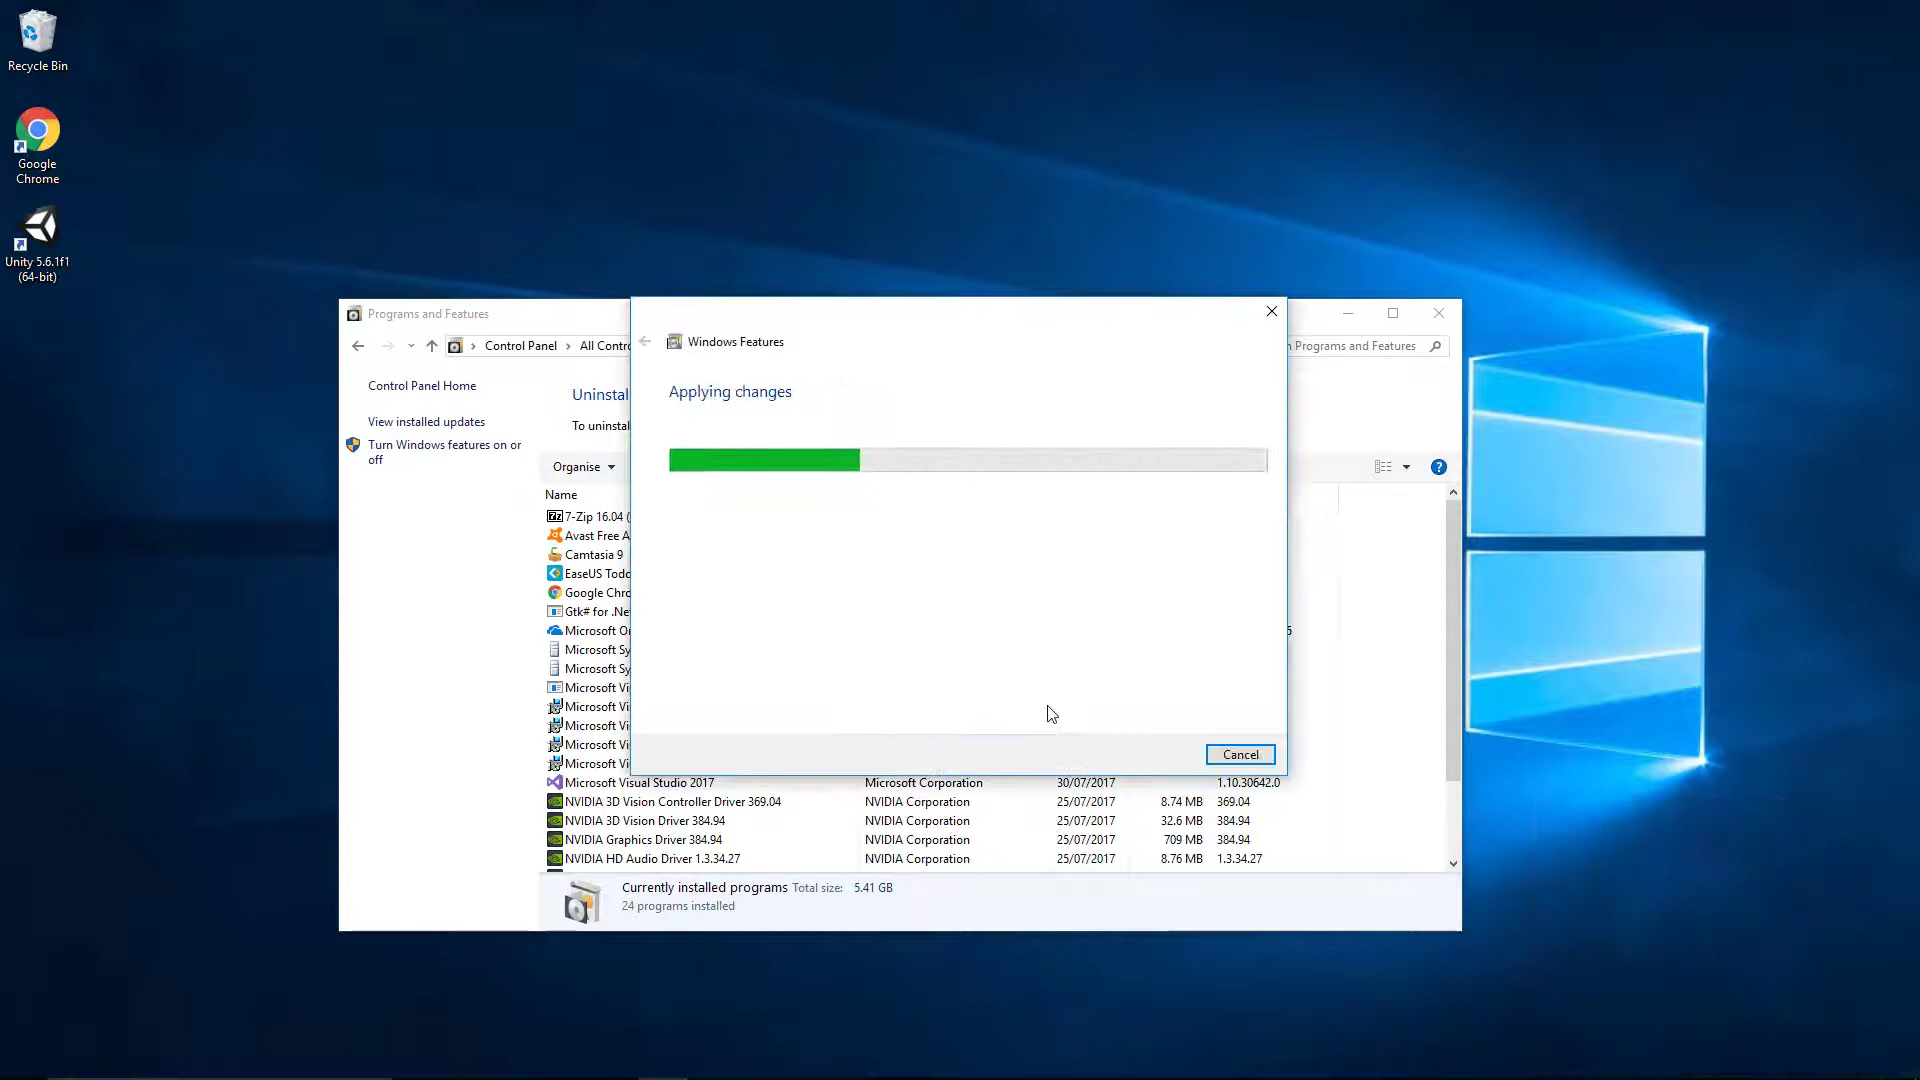 Recycle Bin
Google
Chrome
Unity 5.6.1f1
(64-bit)
Programs and Features
Control Panel
All Contro
Programs and Features
Control Panel Home
View installed updates
Turn Windows features on or
off
Uninstal
To uninstal
Organise
Name
7-Zip 16.04 (
Avast Free A
Camtasia 9
EaseUS Todo
Google Chro
Gtk# for .Ne
Microsoft On
Microsoft Sy
Microsoft Sy
Microsoft Vi
Microsoft Vi
Microsoft Vi
Microsoft Vi
Microsoft Vi
Microsoft Visual Studio 2017 Microsoft Corporation 30/07/2017 1.10.30642.0
NVIDIA 3D Vision Controller Driver 369.04 NVIDIA Corporation 25/07/2017 8.74 MB 369.04
NVIDIA 3D Vision Driver 384.94 NVIDIA Corporation 25/07/2017 32.6 MB 384.94
NVIDIA Graphics Driver 384.94 NVIDIA Corporation 25/07/2017 709 MB 384.94
NVIDIA HD Audio Driver 1.3.34.27 NVIDIA Corporation 25/07/2017 8.76 MB 1.3.34.27
Currently installed programs Total size: 5.41 GB
24 programs installed
Windows Features
Applying changes
Cancel